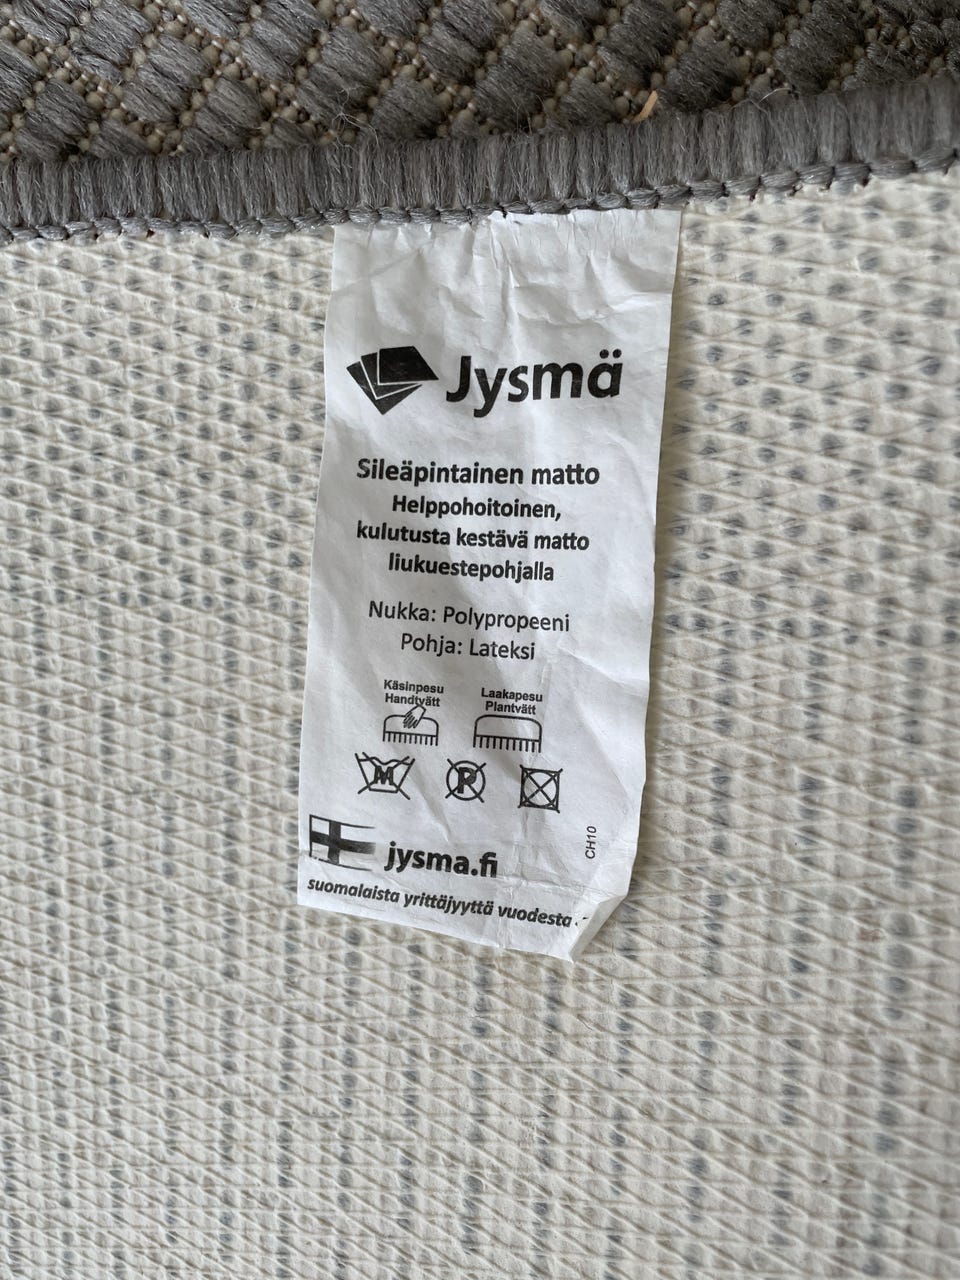 Jysmä
Sileäpintainen matto
Helppohoitoinen,
kulutusta kestävä matto
liukuestepohjalla
Nukka: Polypropeeni
Pohja: Lateksi
Käsinpesu
Handtvätt
Laakapesu
Plantvätt
M
P
CH10
jysma.fi
suomalaista yrittäjyyttä vuodesta